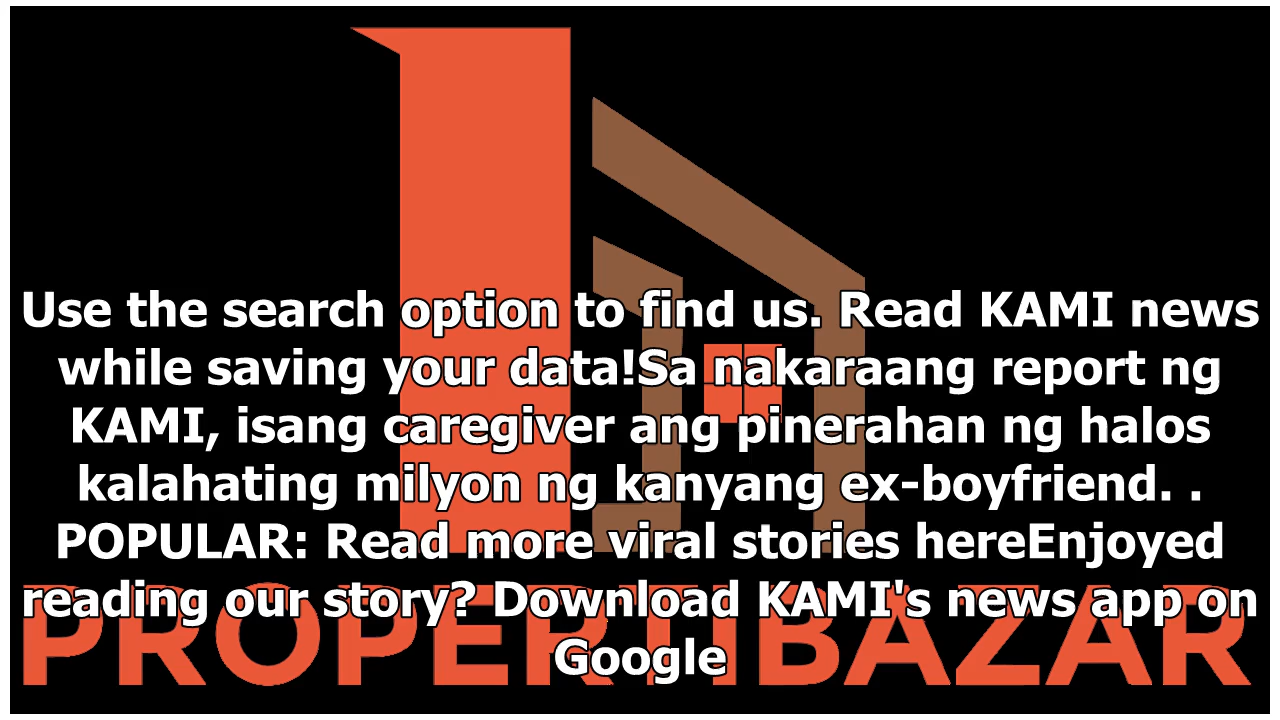 Use the search option to find us. Read KAMI news
while saving your data!Sa nakaraang report ng
KAMI, isang caregiver ang pinerahan ng halos
kalahating milyon ng kanyang ex-boyfriend. .
POPULAR: Read more viral stories hereEnjoyed
reading our story? Download KAMI's news app on
Google
PROPERTIBAZAR